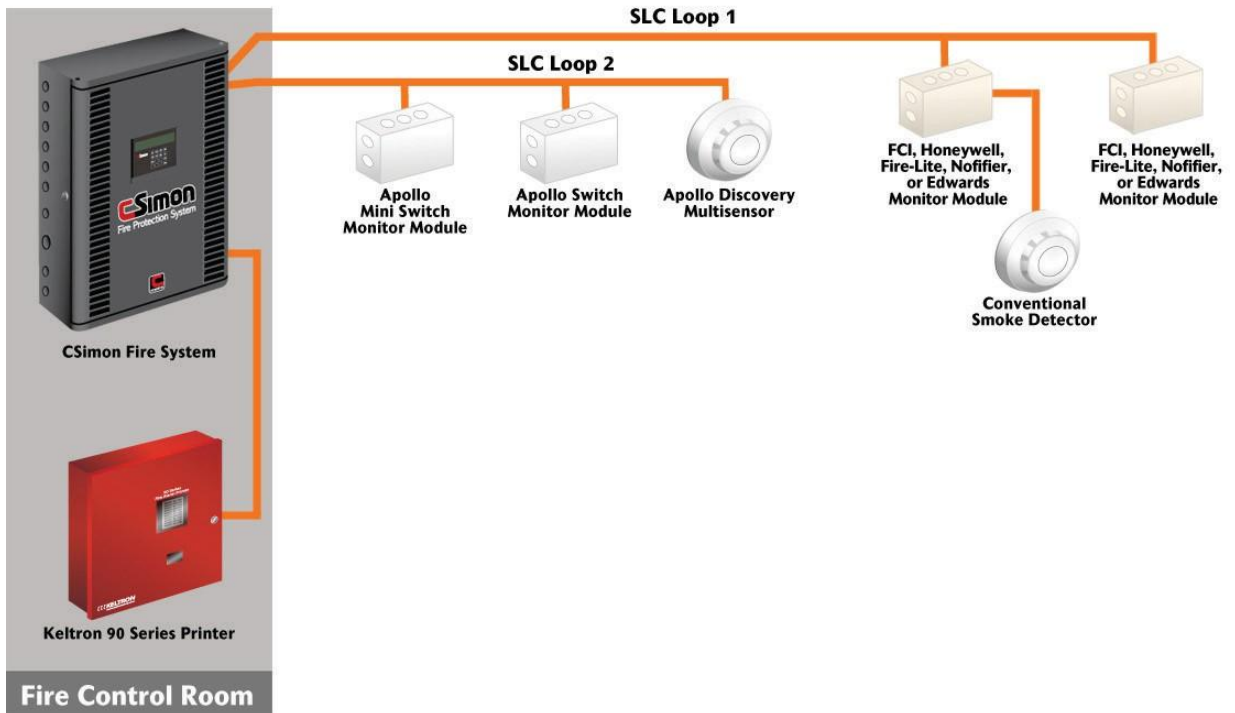 SLC Loop 1
SLC Loop 2
CSimon
Fire Protection System
Apollo
Mini Switch
Monitor Module
Apollo Switch
Monitor Module
Apollo Discovery
Multisensor
FCI, Honeywell,
Fire-Lite, Nofifier,
or Edwards
Monitor Module
FCI, Honeywell,
Fire-Lite, Nofifier,
or Edwards
Monitor Module
Conventional
Smoke Detector
CSimon Fire System
KELTRON
Keltron 90 Series Printer
Fire Control Room